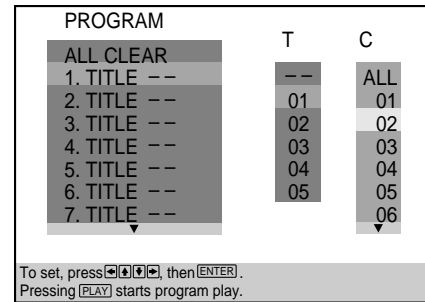 PROGRAM
T C
ALL CLEAR
1. TITLE – –
2. TITLE – –
3. TITLE – –
4. TITLE – –
5. TITLE – –
6. TITLE – –
7. TITLE – –
– –
01
02
03
04
05
ALL
01
02
03
04
05
06
To set, press ←↑↓→, then ENTER.
Pressing PLAY starts program play.